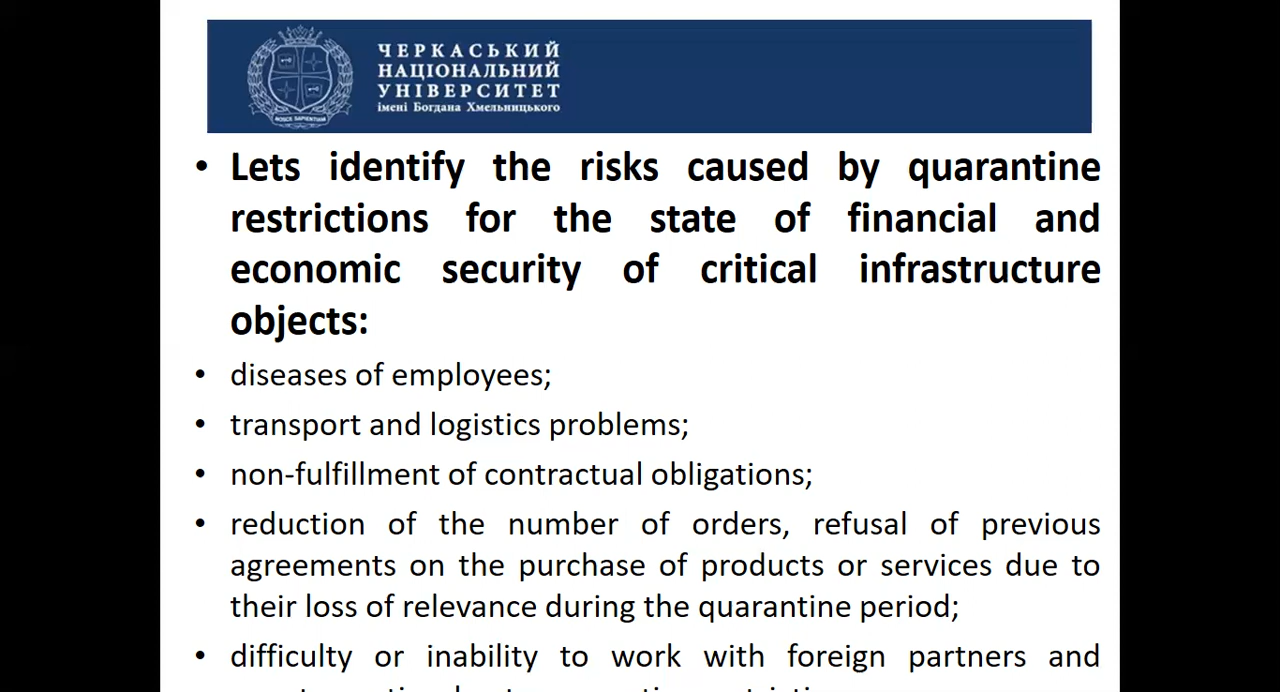 ЧЕРКАСЬКИЙ
НАЦІОНАЛЬНИЙ
УНІВЕРСИТЕТ
імені Богдана Хмельницького
• Lets identify the risks caused by quarantine
restrictions for the state of financial and
economic security of critical infrastructure
objects:
• diseases of employees;
• transport and logistics problems;
• non-fulfillment of contractual obligations;
• reduction of the number of orders, refusal of previous
agreements on the purchase of products or services due to
their loss of relevance during the quarantine period;
• difficulty or inability to work with foreign partners and